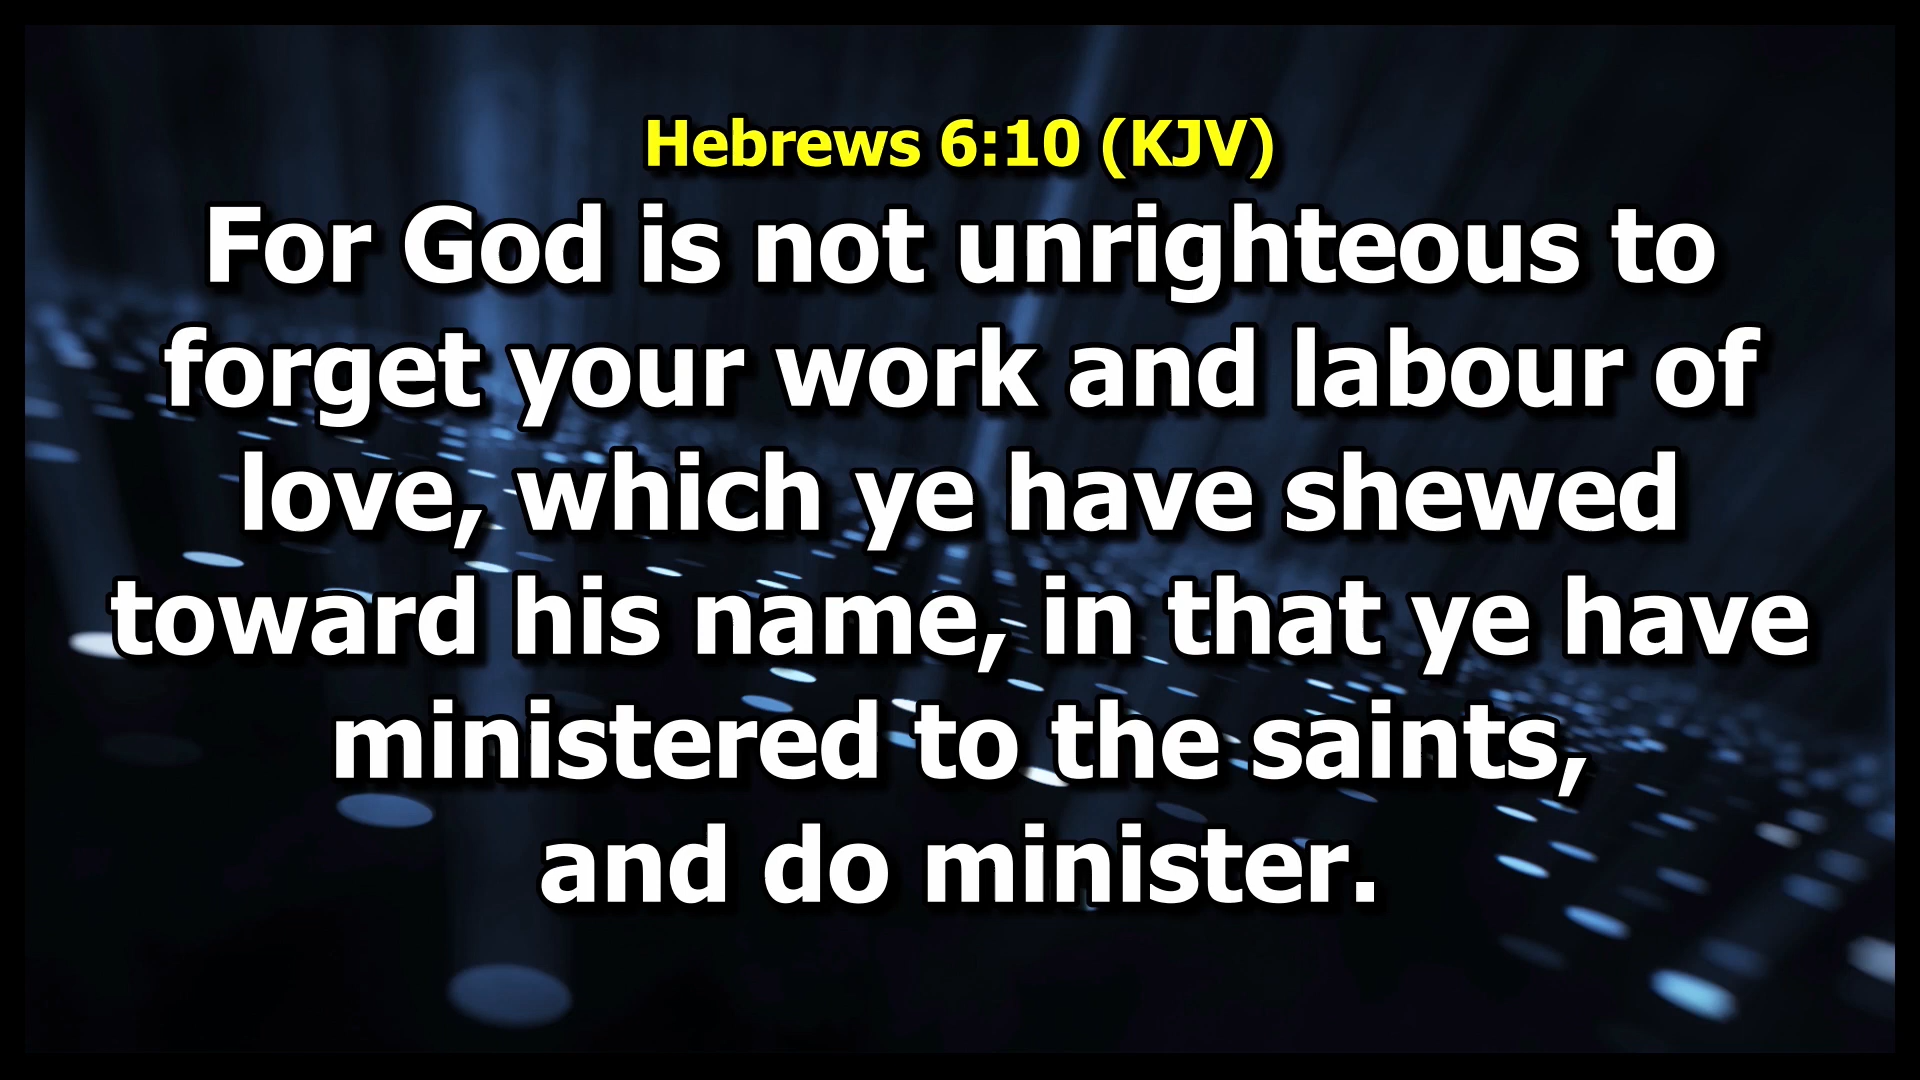 Hebrews 6:10 (KJV)
For God is not unrighteous to
forget your work and labour of
love, which ye have shewed
toward his name, in that ye have
ministered to the saints,
and do minister.